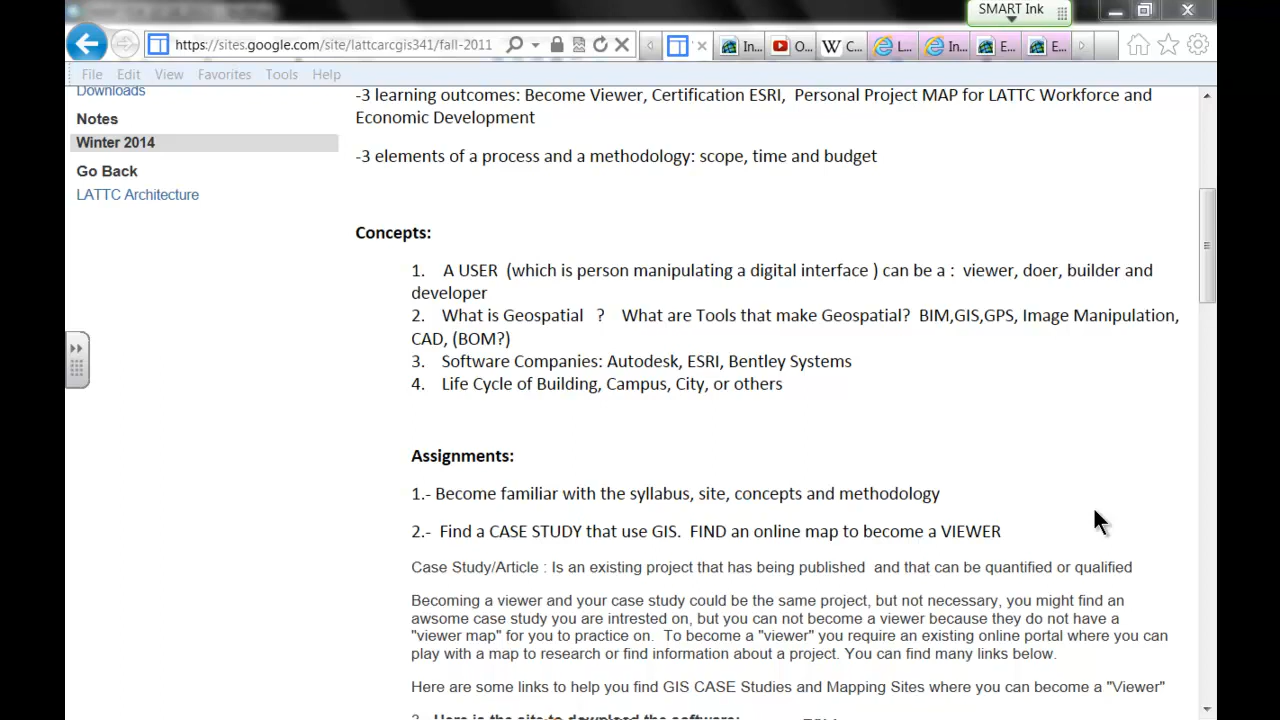 SMART Ink
https://sites.google.com/site/lattcarcgis341/fall-2011
In...
O...
C...
L...
In...
E...
E...
File Edit View Favorites Tools Help
Downloads
Notes
Winter 2014
Go Back
LATTC Architecture
-3 learning outcomes: Become Viewer, Certification ESRI, Personal Project MAP for LATTC Workforce and
Economic Development
-3 elements of a process and a methodology: scope, time and budget
Concepts:
1. A USER (which is person manipulating a digital interface ) can be a : viewer, doer, builder and
developer
2. What is Geospatial ? What are Tools that make Geospatial? BIM,GIS,GPS, Image Manipulation,
CAD, (BOM?)
3. Software Companies: Autodesk, ESRI, Bentley Systems
4. Life Cycle of Building, Campus, City, or others
Assignments:
1.- Become familiar with the syllabus, site, concepts and methodology
2.- Find a CASE STUDY that use GIS. FIND an online map to become a VIEWER
Case Study/Article : Is an existing project that has being published and that can be quantified or qualified
Becoming a viewer and your case study could be the same project, but not necessary, you might find an
awsome case study you are intrested on, but you can not become a viewer because they do not have a
"viewer map" for you to practice on. To become a "viewer" you require an existing online portal where you can
play with a map to research or find information about a project. You can find many links below.
Here are some links to help you find GIS CASE Studies and Mapping Sites where you can become a "Viewer"
Here is the site to download the software: